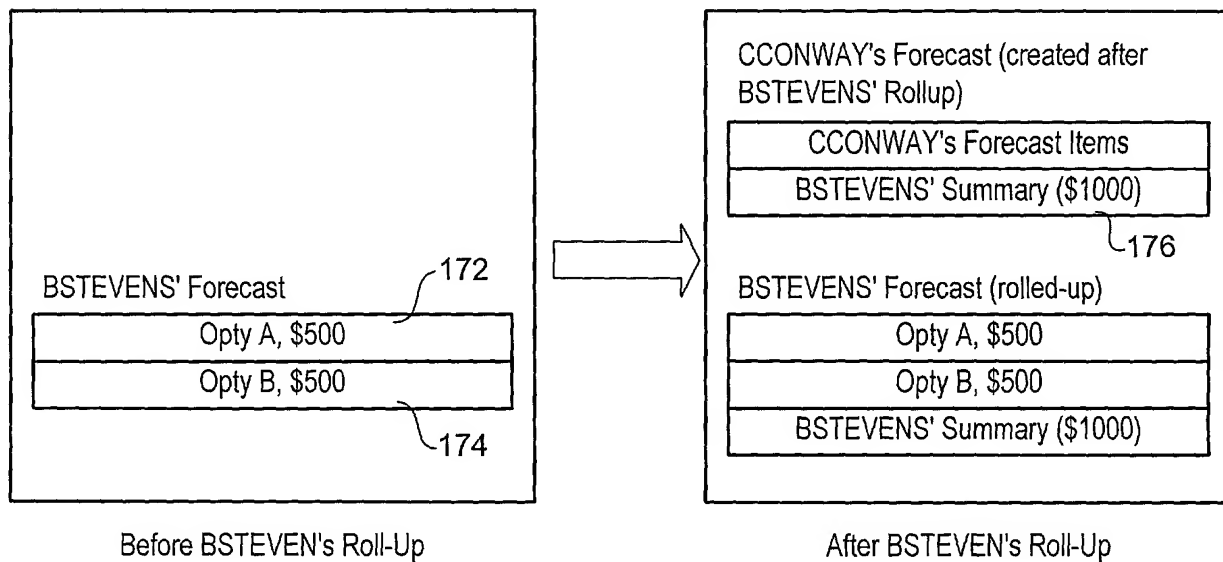 BSTEVENS' Forecast
172
Opty A, $500
Opty B, $500
174
Before BSTEVEN's Roll-Up
CCONWAY's Forecast (created after
BSTEVENS' Rollup)
CCONWAY's Forecast Items
BSTEVENS' Summary ($1000)
176
BSTEVENS' Forecast (rolled-up)
Opty A, $500
Opty B, $500
BSTEVENS' Summary ($1000)
After BSTEVEN's Roll-Up